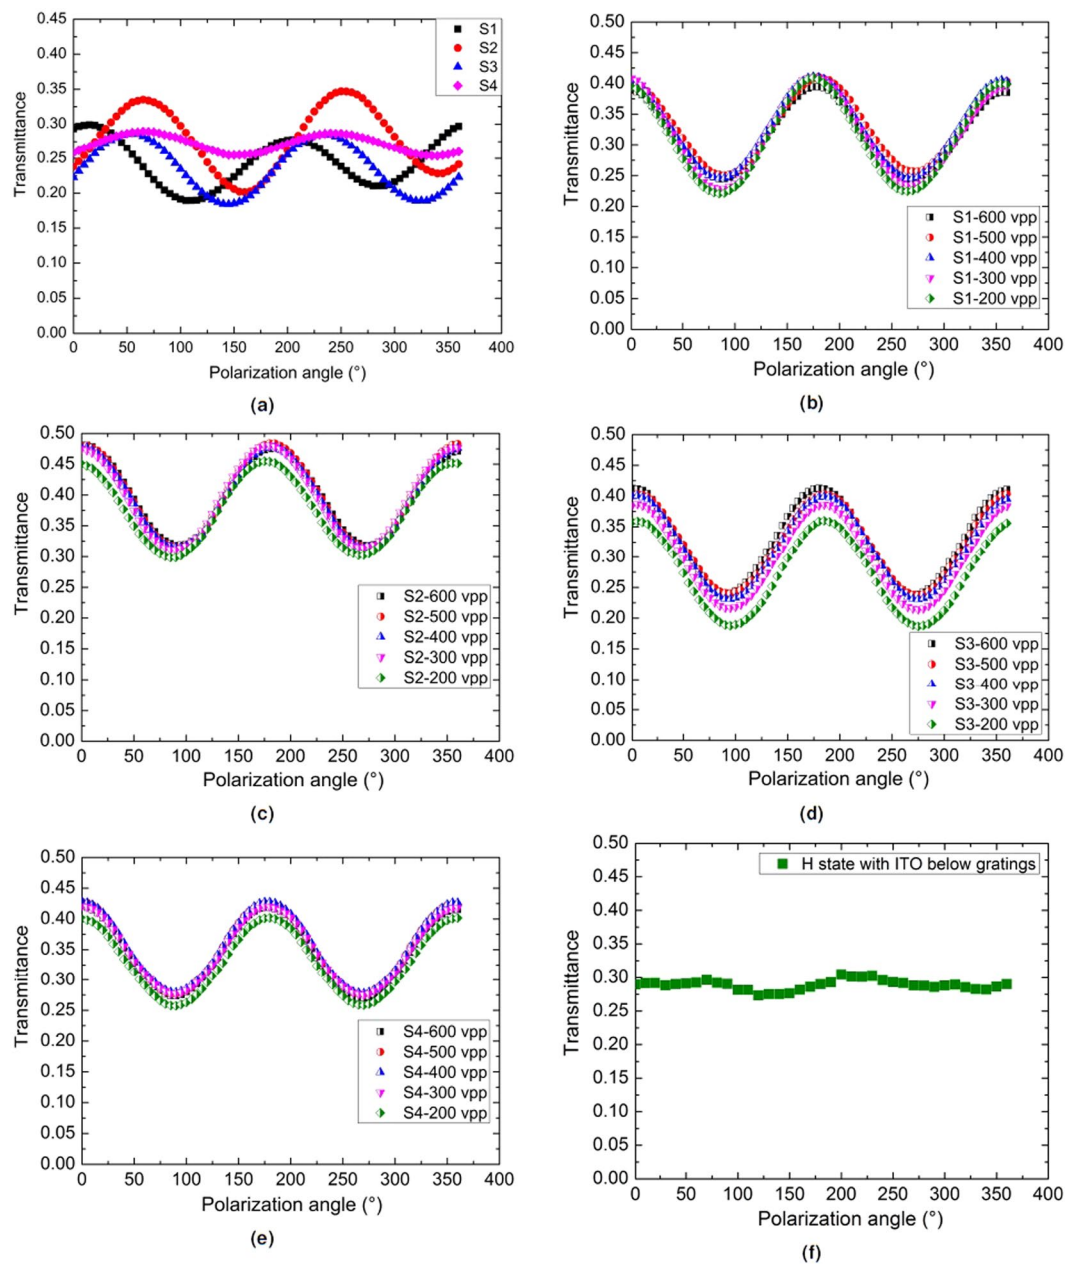 0.45
0.40
0.35
0.30
0.25
0.20
0.15
0.10
0.05
0.00
Transmittance
S1
S2
S3
S4
0 50 100 150 200 250 300 350 400
Polarization angle (°)
(a)
0.50
0.45
0.40
0.35
0.30
0.25
0.20
0.15
0.10
0.05
0.00
Transmittance
S1-600 vpp
S1-500 vpp
S1-400 vpp
S1-300 vpp
S1-200 vpp
0 50 100 150 200 250 300 350 400
Polarization angle (°)
(b)
0.50
0.45
0.40
0.35
0.30
0.25
0.20
0.15
0.10
0.05
0.00
Transmittance
S2-600 vpp
S2-500 vpp
S2-400 vpp
S2-300 vpp
S2-200 vpp
0 50 100 150 200 250 300 350 400
Polarization angle (°)
(c)
0.50
0.45
0.40
0.35
0.30
0.25
0.20
0.15
0.10
0.05
0.00
Transmittance
S3-600 vpp
S3-500 vpp
S3-400 vpp
S3-300 vpp
S3-200 vpp
0 50 100 150 200 250 300 350 400
Polarization angle (°)
(d)
0.50
0.45
0.40
0.35
0.30
0.25
0.20
0.15
0.10
0.05
0.00
Transmittance
S4-600 vpp
S4-500 vpp
S4-400 vpp
S4-300 vpp
S4-200 vpp
0 50 100 150 200 250 300 350 400
Polarization angle (°)
(e)
0.50
0.45
0.40
0.35
0.30
0.25
0.20
0.15
0.10
0.05
0.00
Transmittance
H state with ITO below gratings
0 50 100 150 200 250 300 350 400
Polarization angle (°)
(f)